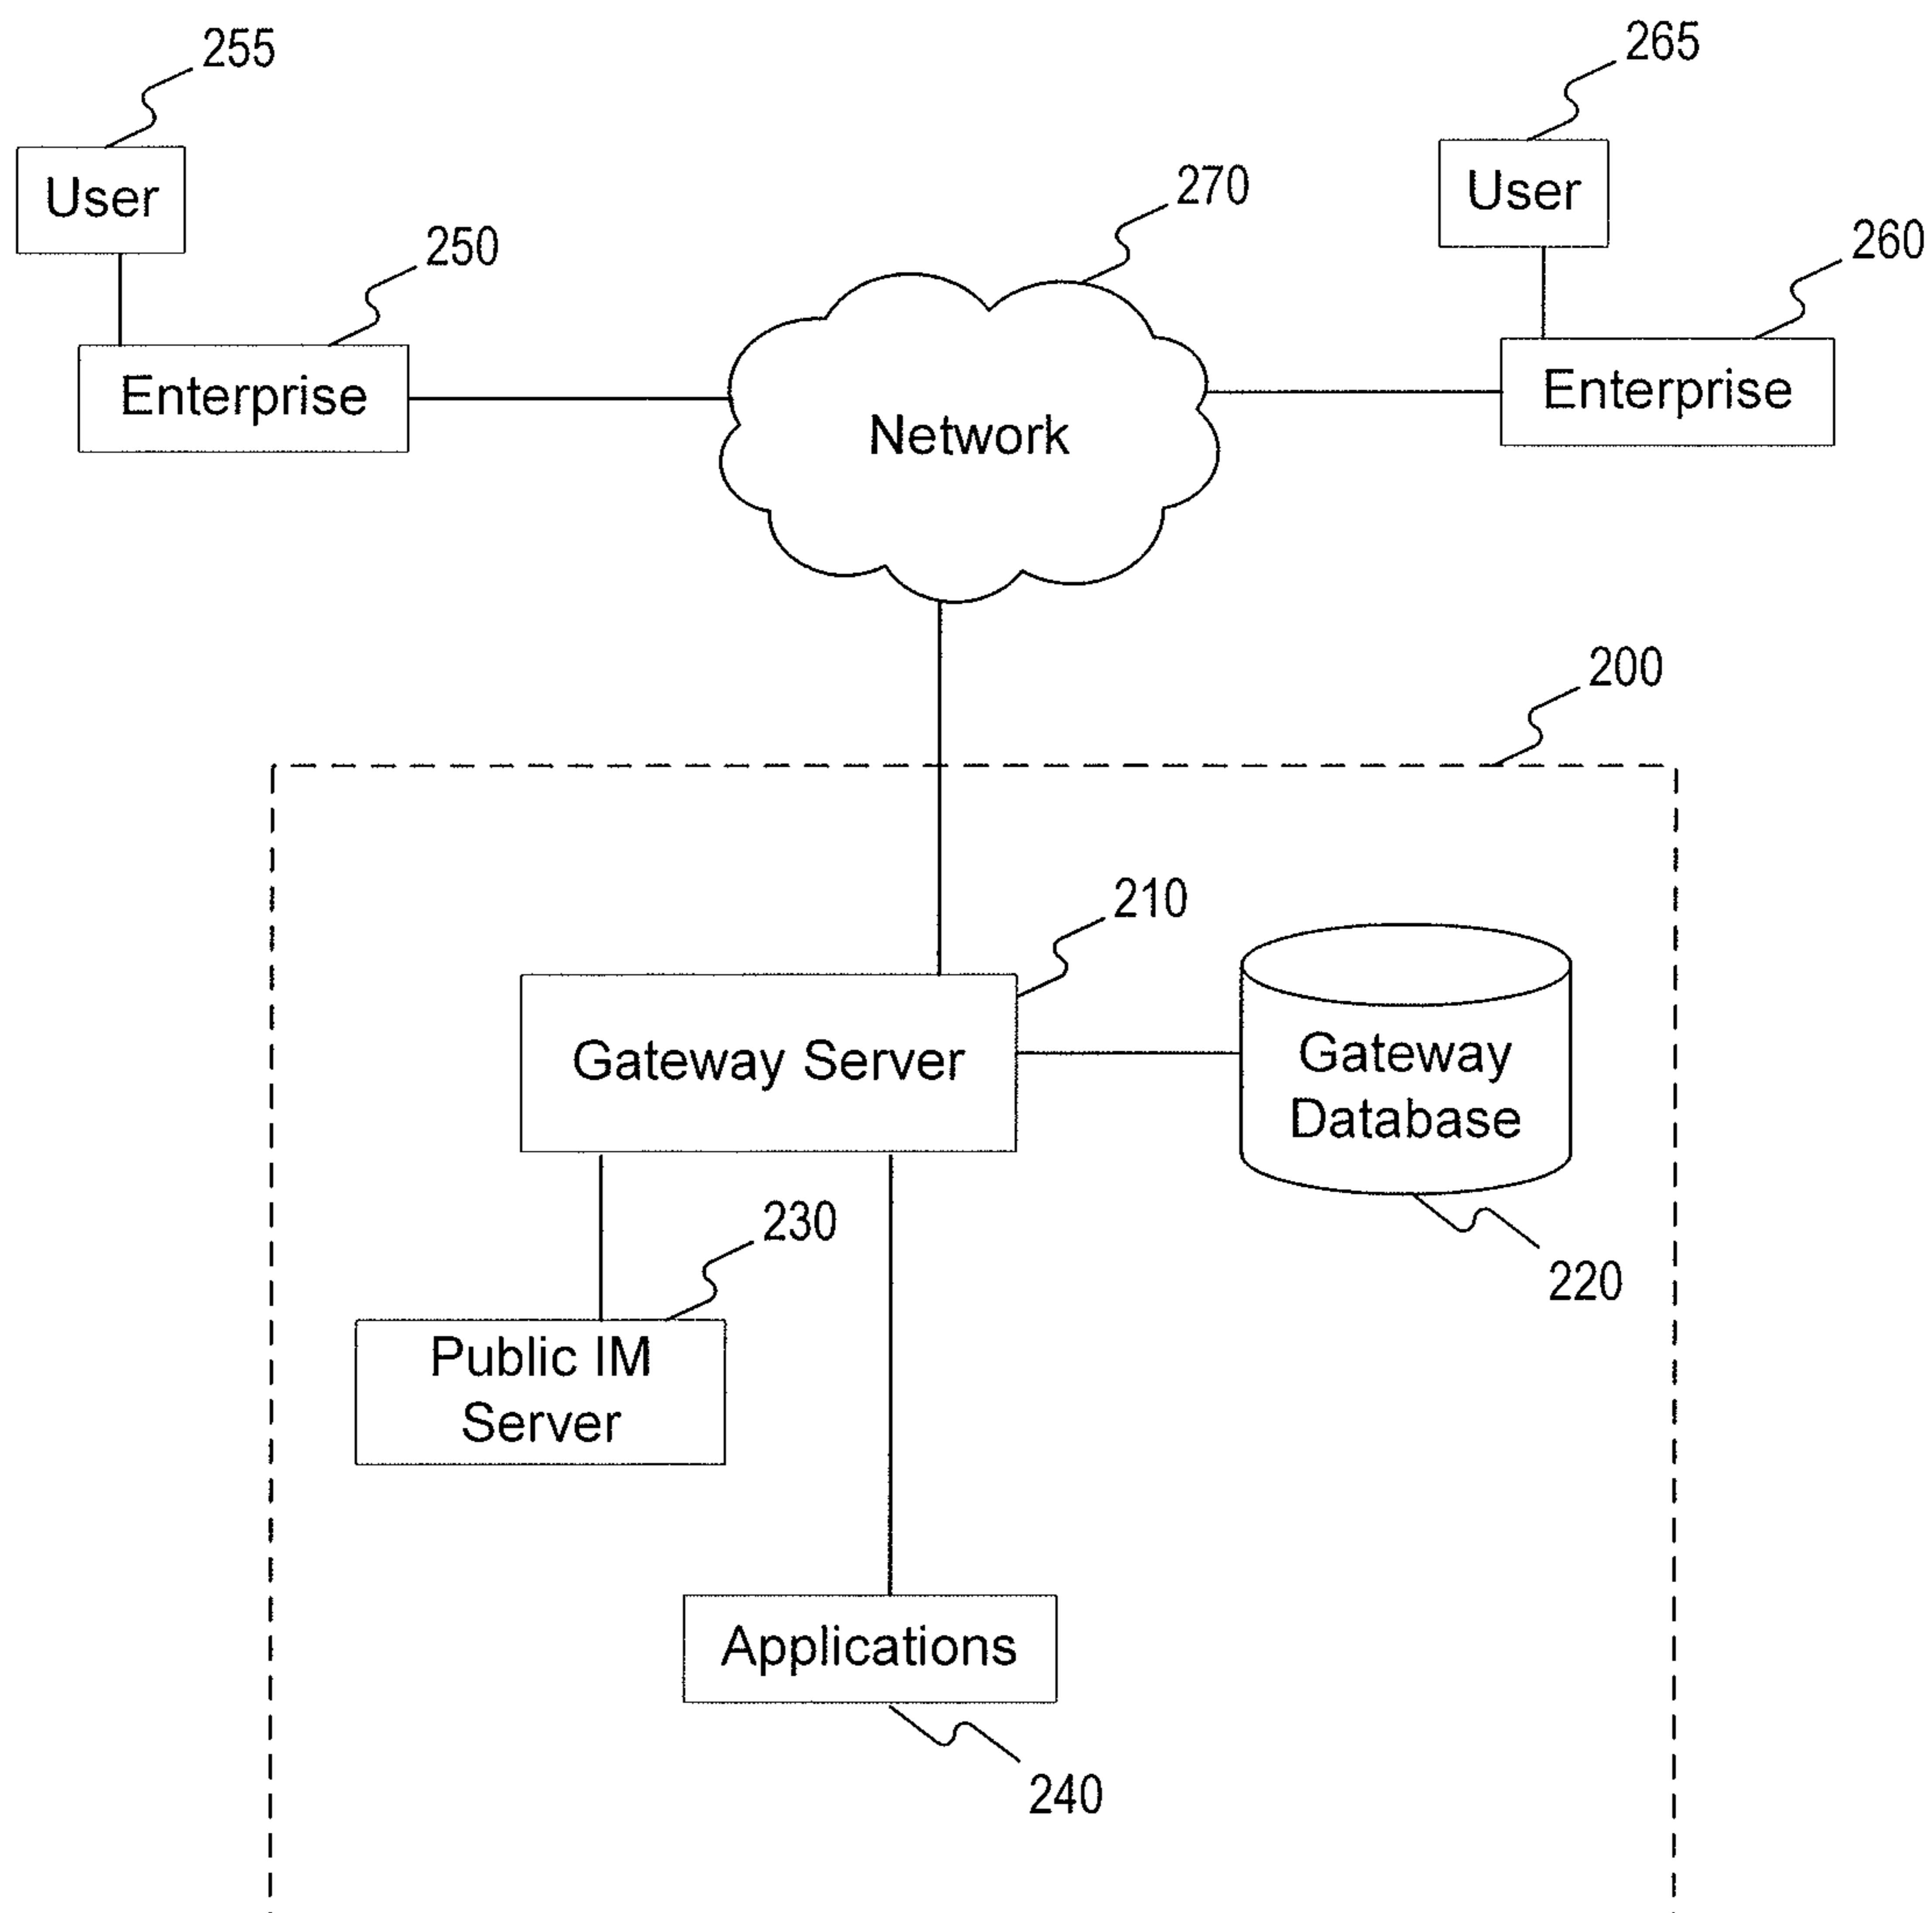 255
265
User
User
270
250
260
Enterprise
Enterprise
Network
200
210
Gateway Server
Gateway
Database
230
220
Public IM
Server
Applications
240